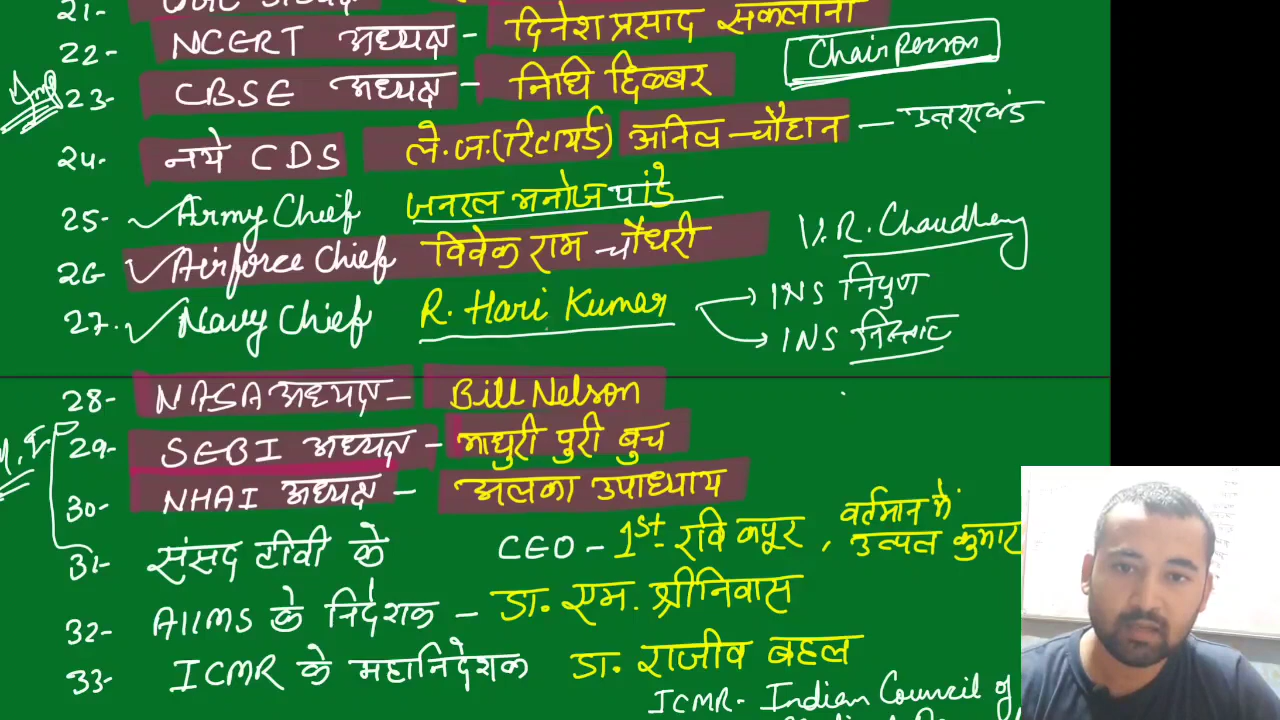 21-
22- NCERT अध्यक्ष - दिनेश प्रसाद सकलानी
Chairperson
Imp 23- CBSE अध्यक्ष - निधि छिब्बर
24- नये CDS ले.ज.(रिटायर्ड) अनिल चौहान - उत्तराखंड
25- Army Chief जनरल मनोज पांडे
26- Airforce Chief विवेक राम चौधरी V.R. Chaudhary
27. Navy Chief R. Hari Kumar INS निपुण
INS निस्तार
28- NASA अध्यक्ष - Bill Nelson
29- SEBI अध्यक्ष - माधुरी पुरी बुच
30- NHAI अध्यक्ष - अलका उपाध्याय
31- संसद टीवी के CEO - 1st रवि कपूर , वर्तमान में उत्पल कुमार
32- AIIMS के निदेशक - डा. एम. श्रीनिवास
33- ICMR के महानिदेशक डा. राजीव बहल
ICMR- Indian Council of